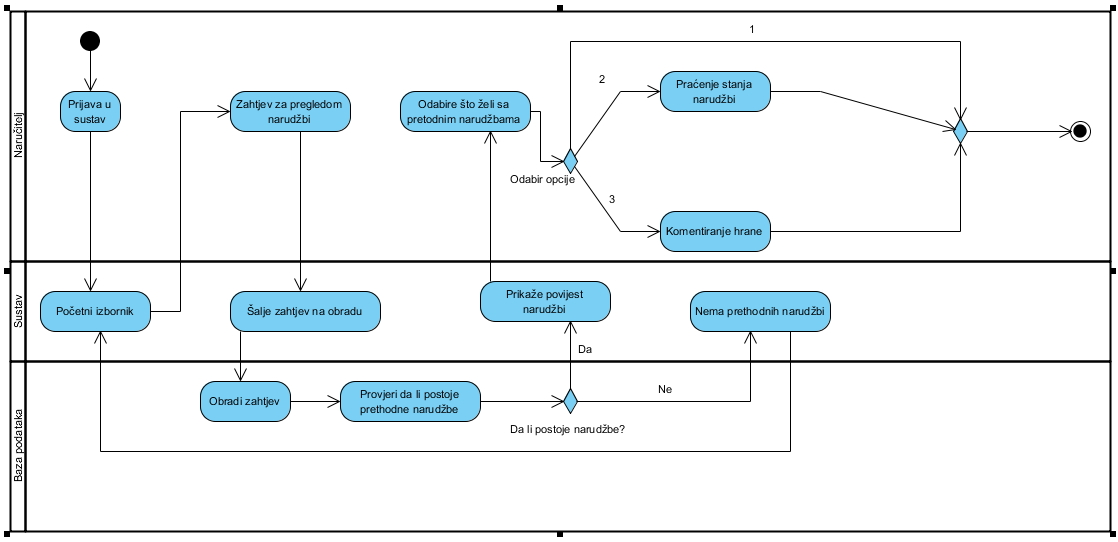 Naručitelj
1
Prijava u
sustav
Zahtjev za pregledom
narudžbi
Odabire što želi sa
pretodnim narudžbama
2
Praćenje stanja
narudžbi
Odabir opcije
3
Komentiranje hrane
Sustav
Početni izbornik
Šalje zahtjev na obradu
Prikaže povijest
narudžbi
Nema prethodnih narudžbi
Da
Baza podataka
Obradi zahtjev
Provjeri da li postoje
prethodne narudžbe
Ne
Da li postoje narudžbe?